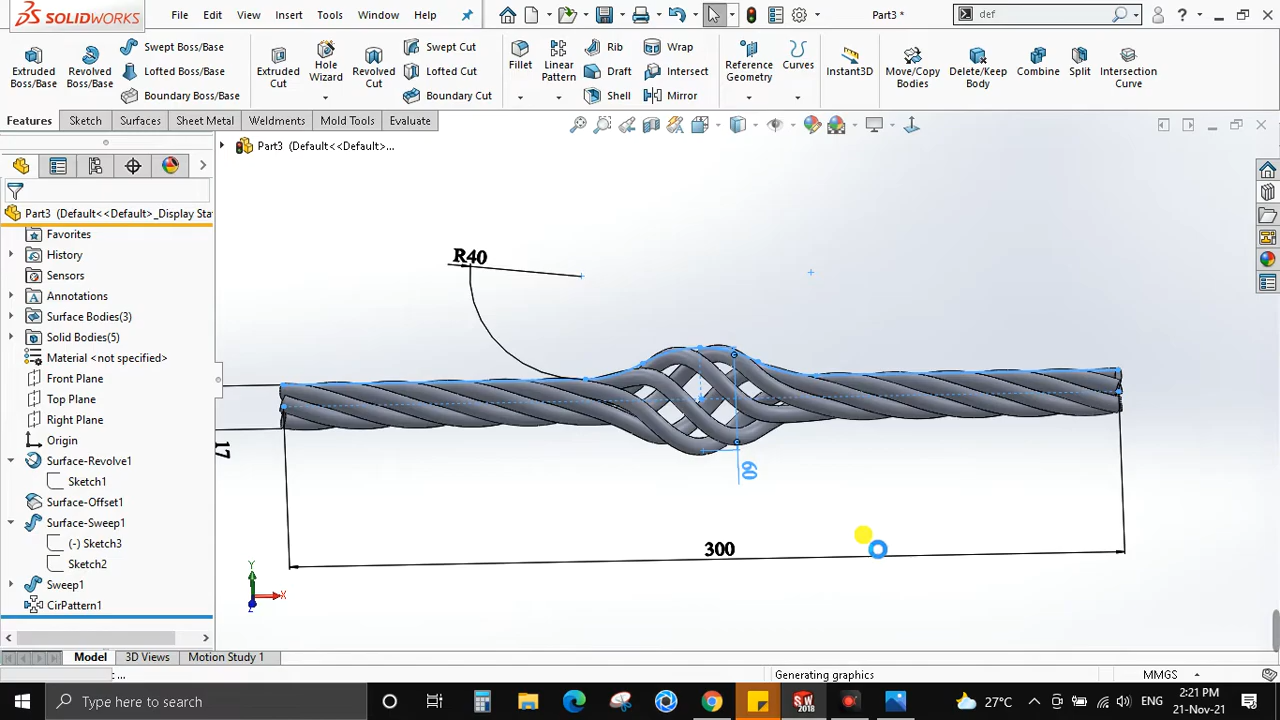 SOLIDWORKS File Edit View Insert Tools Window Help Part3 * def ?
Extruded Boss/Base
Revolved Boss/Base
Swept Boss/Base
Lofted Boss/Base
Boundary Boss/Base
Extruded Cut
Hole Wizard
Revolved Cut
Swept Cut
Lofted Cut
Boundary Cut
Fillet
Linear Pattern
Rib
Draft
Shell
Wrap
Intersect
Mirror
Reference Geometry
Curves
Instant3D
Move/Copy Bodies
Delete/Keep Body
Combine
Split
Intersection Curve
Features Sketch Surfaces Sheet Metal Weldments Mold Tools Evaluate
Part3 (Default<<Default>...
Part3 (Default<<Default>_Display Sta
Favorites
History
Sensors
Annotations
Surface Bodies(3)
Solid Bodies(5)
Material <not specified>
Front Plane
Top Plane
Right Plane
Origin
Surface-Revolve1
Sketch1
Surface-Offset1
Surface-Sweep1
(-) Sketch3
Sketch2
Sweep1
CirPattern1
R40
17
60
300
Y
X
Z
Model 3D Views Motion Study 1
... Generating graphics MMGS
Type here to search
SW 2018
27°C ENG 2:21 PM
21-Nov-21